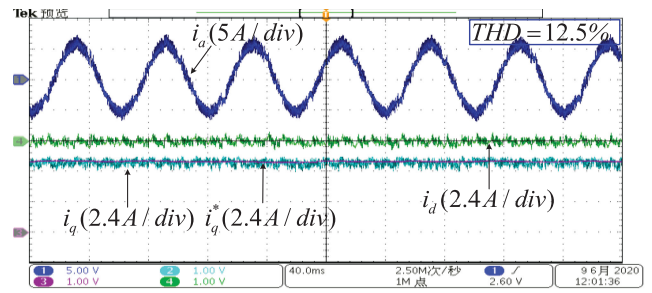 Tek 预览
i_a (5A / div)
THD = 12.5%
i_q (2.4A / div) i_q^* (2.4A / div)
i_d (2.4A / div)
1 5.00 V 2 1.00 V 40.0ms 2.50M次/秒 1 9 6月 2020
3 1.00 V 4 1.00 V 1M 点 2.60 V 12:01:36